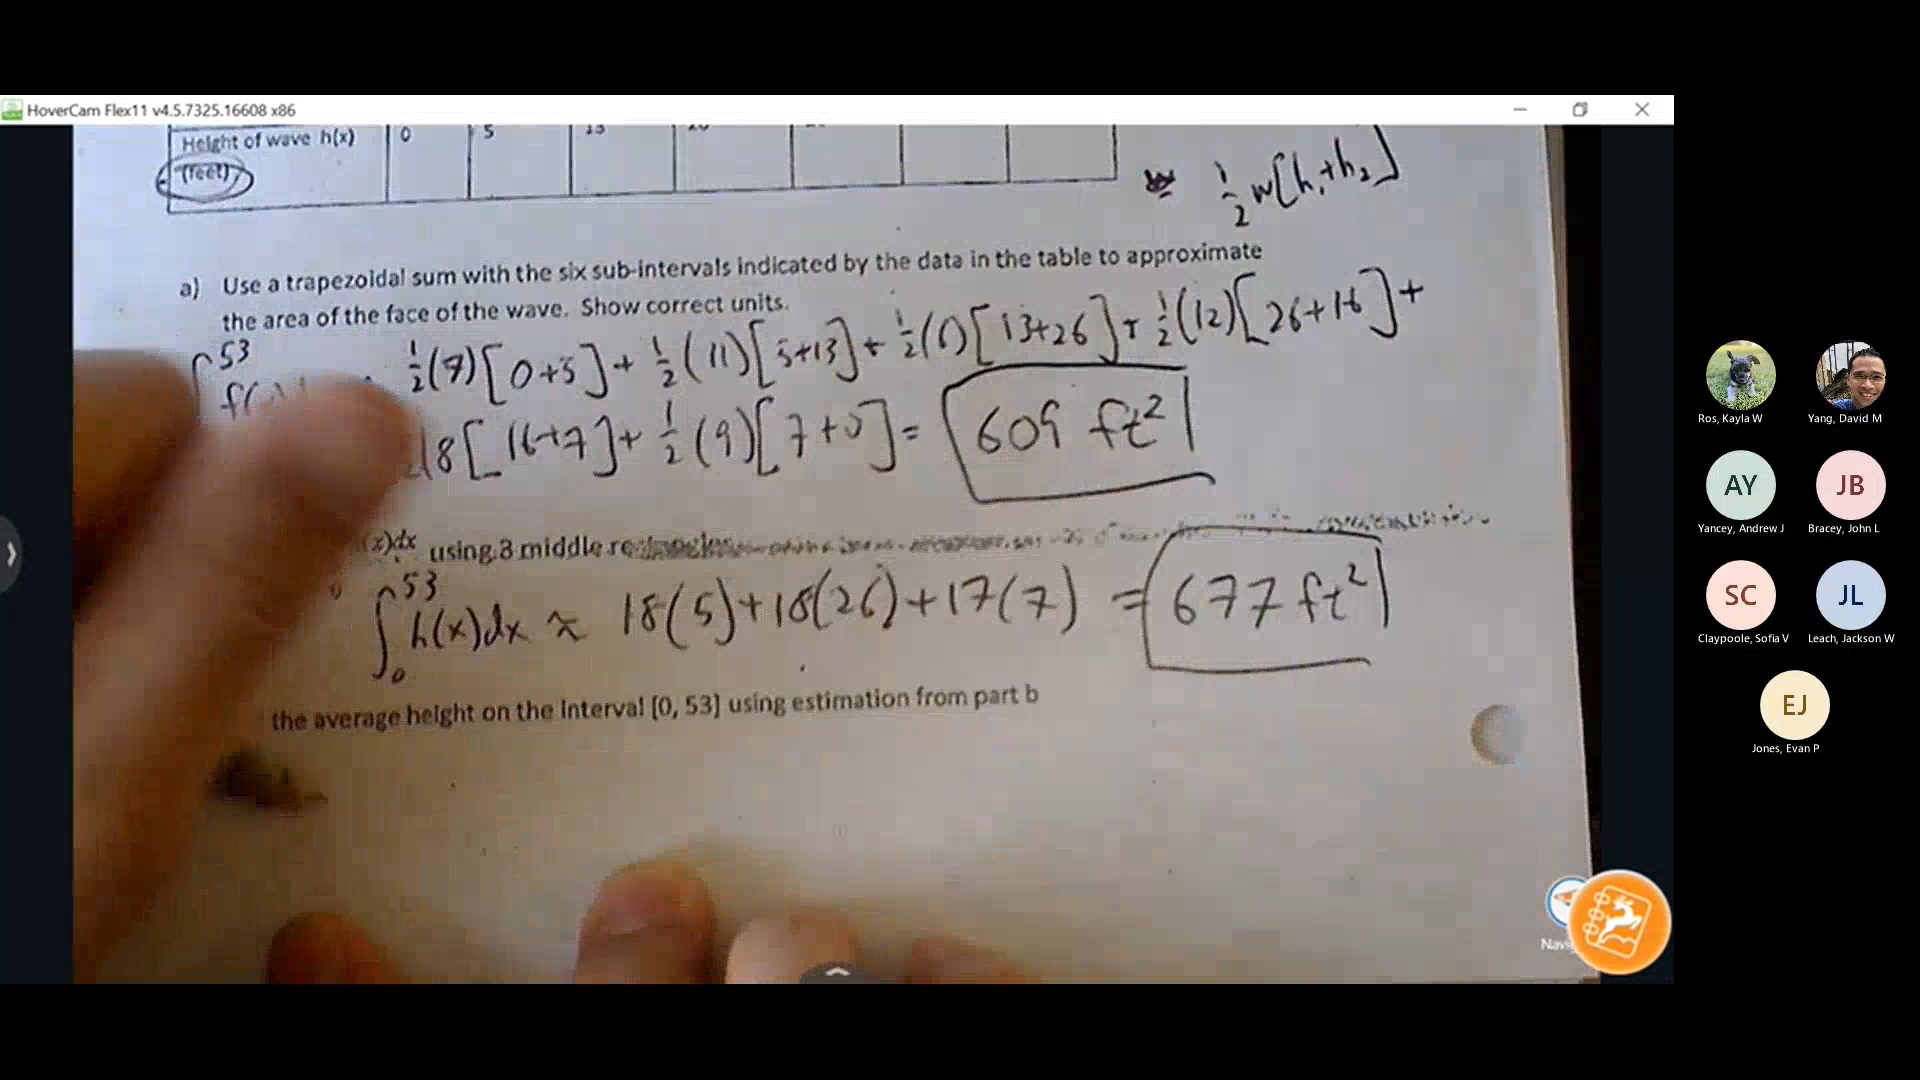 HoverCam Flex11 v4.5.7325.16608 x86
Height of wave h(x) 0 5 13
(feet)
1/2 w[h₁+h₂]
a) Use a trapezoidal sum with the six sub-intervals indicated by the data in the table to approximate
the area of the face of the wave. Show correct units.
∫ 53 1/2(7)[0+5]+ 1/2(11)[5+13]+ 1/2(6)[13+26]+ 1/2(12)[26+16]+
8[16+7]+ 1/2(9)[7+0]= 609 ft²
(x)dx using 3 middle
∫₀⁵³ h(x)dx ≈ 18(5)+18(26)+17(7) = 677 ft²
the average height on the interval [0, 53] using estimation from part b
Ros, Kayla W
Yang, David M
AY
JB
Yancey, Andrew J
Bracey, John L
SC
JL
Claypoole, Sofia V
Leach, Jackson W
EJ
Jones, Evan P